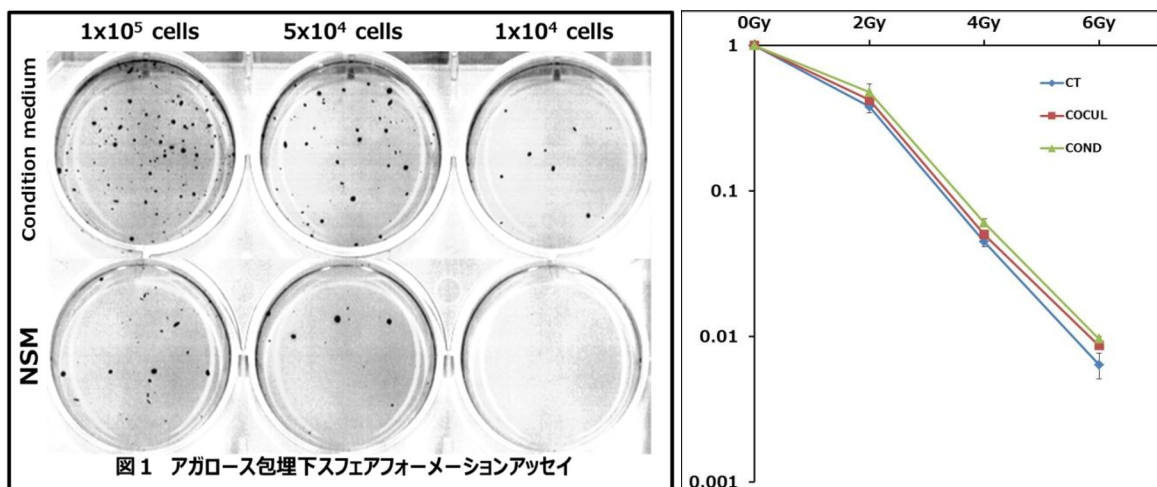 1x10⁵ cells 5x10⁴ cells 1x10⁴ cells
Condition medium
NSM
図1 アガロース包埋下スフェアフォーメーションアッセイ
0Gy 2Gy 4Gy 6Gy
1
0.1
0.01
0.001
CT
COCUL
COND